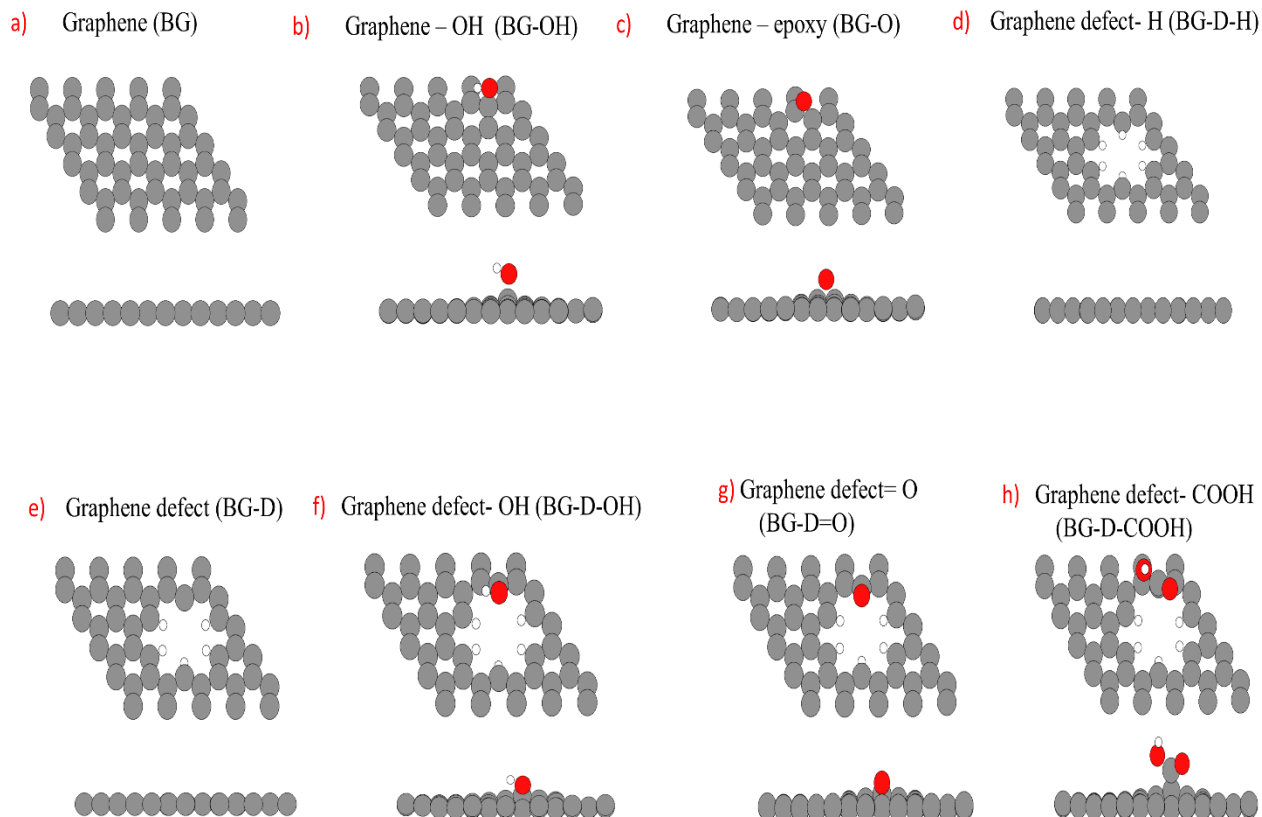 a) Graphene (BG)
b) Graphene – OH (BG-OH)
c) Graphene – epoxy (BG-O)
d) Graphene defect- H (BG-D-H)
e) Graphene defect (BG-D)
f) Graphene defect- OH (BG-D-OH)
g) Graphene defect= O
(BG-D=O)
h) Graphene defect- COOH
(BG-D-COOH)